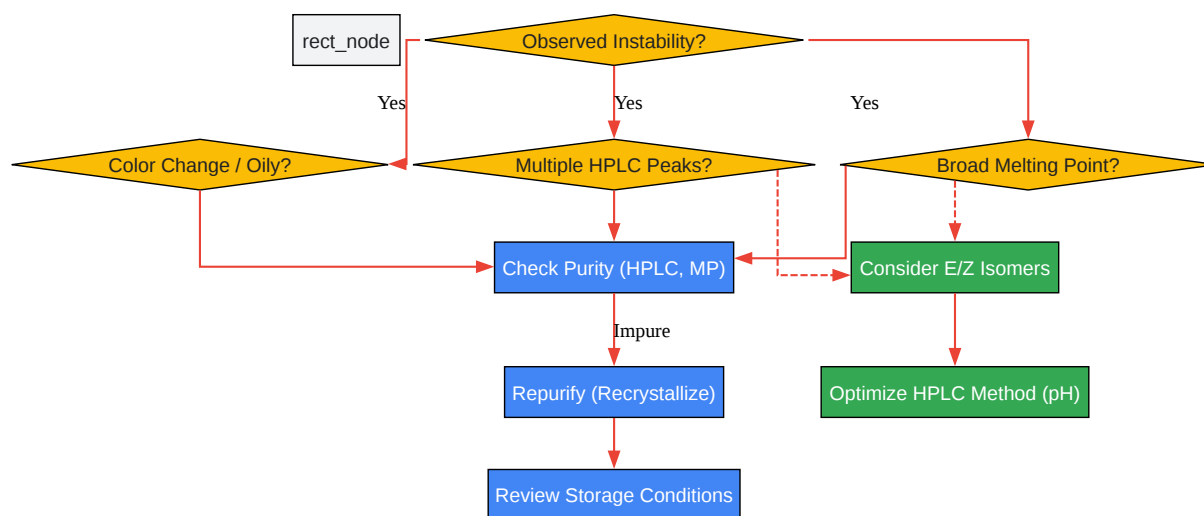 rect_node
Observed Instability?
Yes
Yes
Yes
Color Change / Oily?
Multiple HPLC Peaks?
Broad Melting Point?
Check Purity (HPLC, MP)
Consider E/Z Isomers
Impure
Repurify (Recrystallize)
Optimize HPLC Method (pH)
Review Storage Conditions